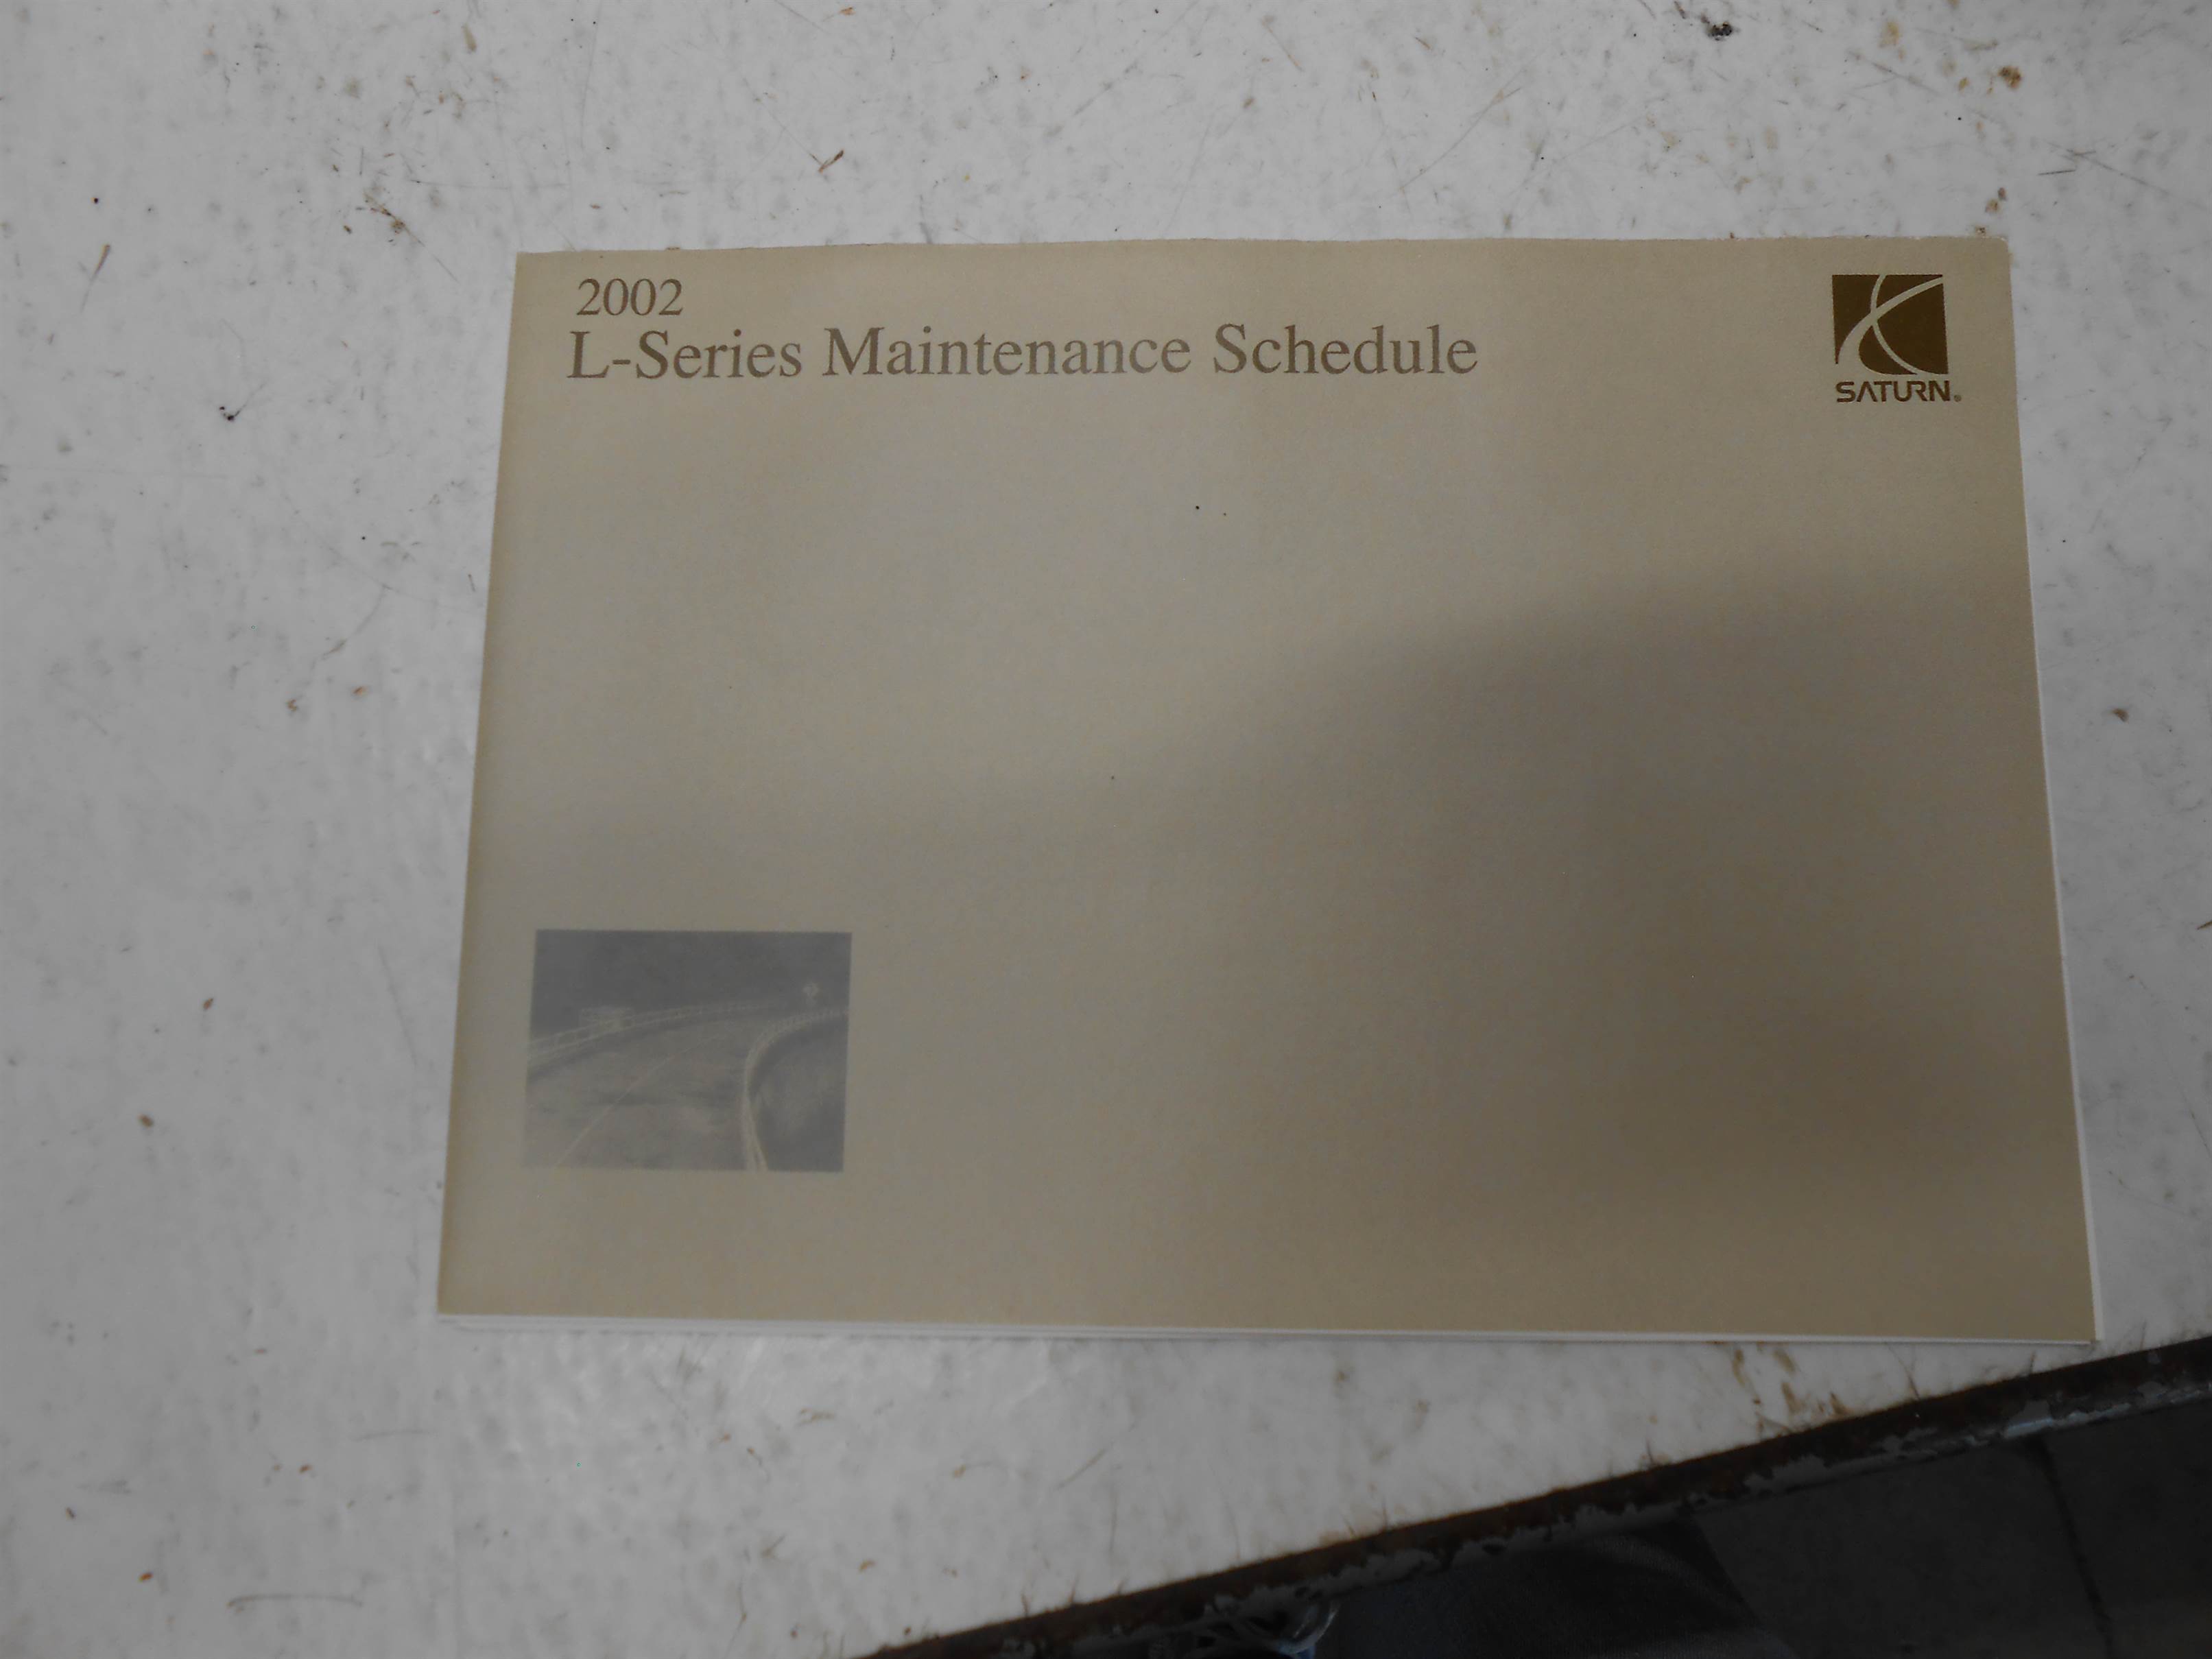 2002
L-Series Maintenance Schedule
SATURN®